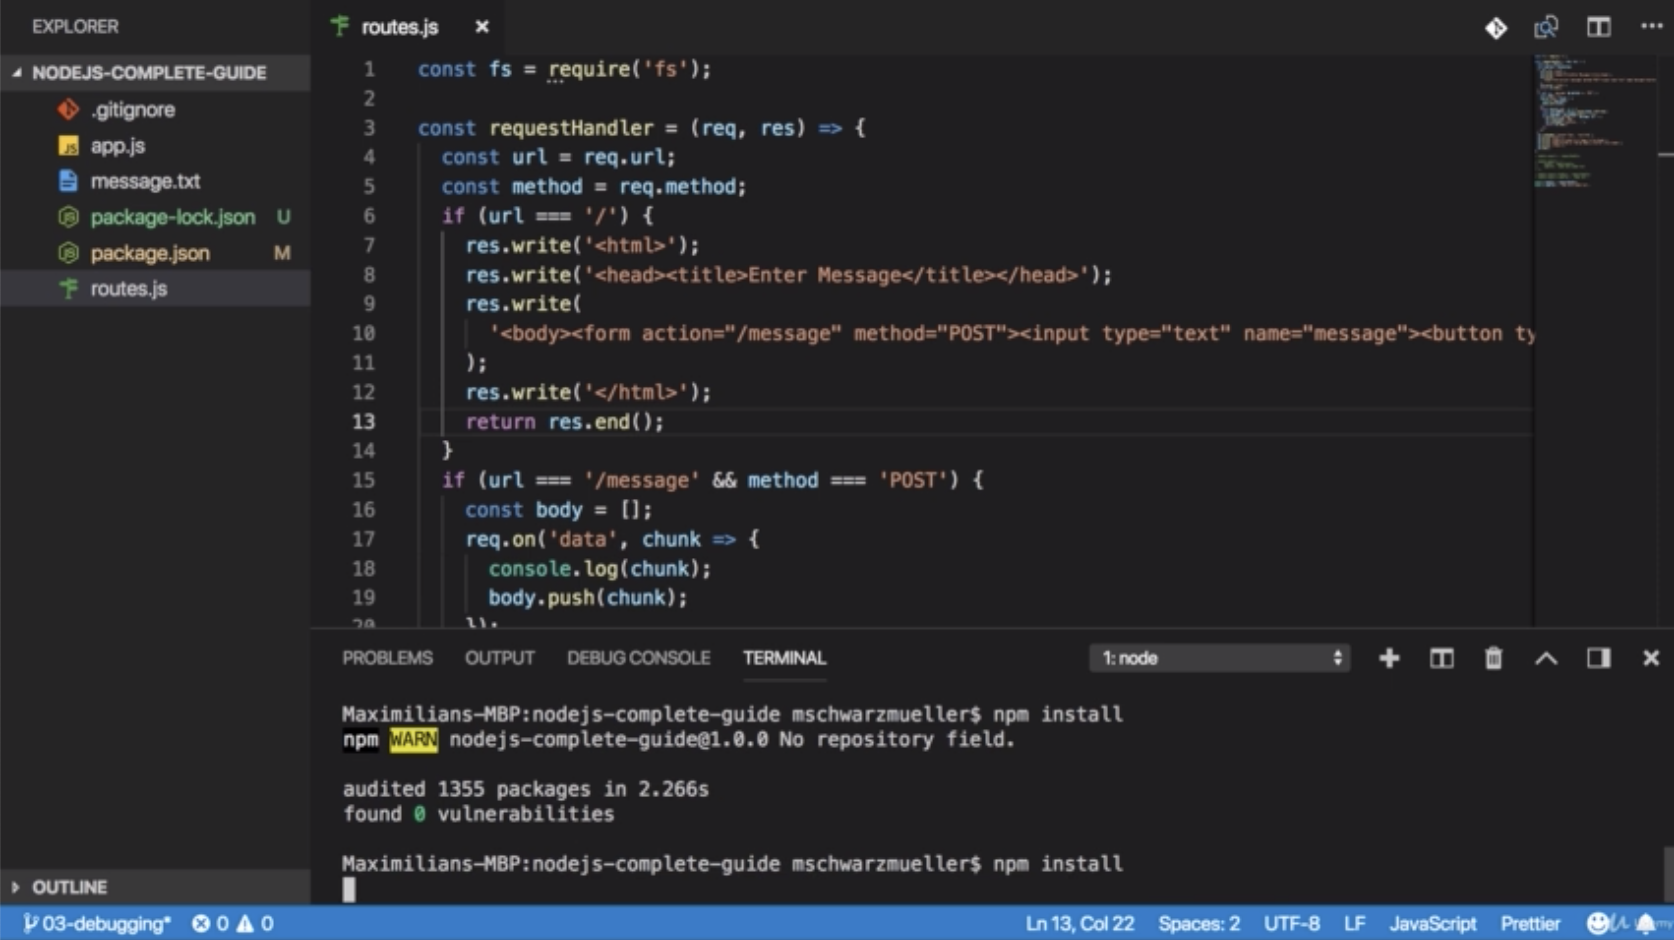 EXPLORER
routes.js
NODEJS-COMPLETE-GUIDE
.gitignore
JS app.js
message.txt
package-lock.json U
package.json M
routes.js
OUTLINE
1 const fs = require('fs');
2
3 const requestHandler = (req, res) => {
4 const url = req.url;
5 const method = req.method;
6 if (url === '/') {
7 res.write('<html>');
8 res.write('<head><title>Enter Message</title></head>');
9 res.write(
10 '<body><form action="/message" method="POST"><input type="text" name="message"><button ty
11 );
12 res.write('</html>');
13 return res.end();
14 }
15 if (url === '/message' && method === 'POST') {
16 const body = [];
17 req.on('data', chunk => {
18 console.log(chunk);
19 body.push(chunk);
20 });
PROBLEMS OUTPUT DEBUG CONSOLE TERMINAL 1: node
Maximilians-MBP:nodejs-complete-guide mschwarzmueller$ npm install
npm WARN nodejs-complete-guide@1.0.0 No repository field.
audited 1355 packages in 2.266s
found 0 vulnerabilities
Maximilians-MBP:nodejs-complete-guide mschwarzmueller$ npm install
03-debugging* 0 0 Ln 13, Col 22 Spaces: 2 UTF-8 LF JavaScript Prettier